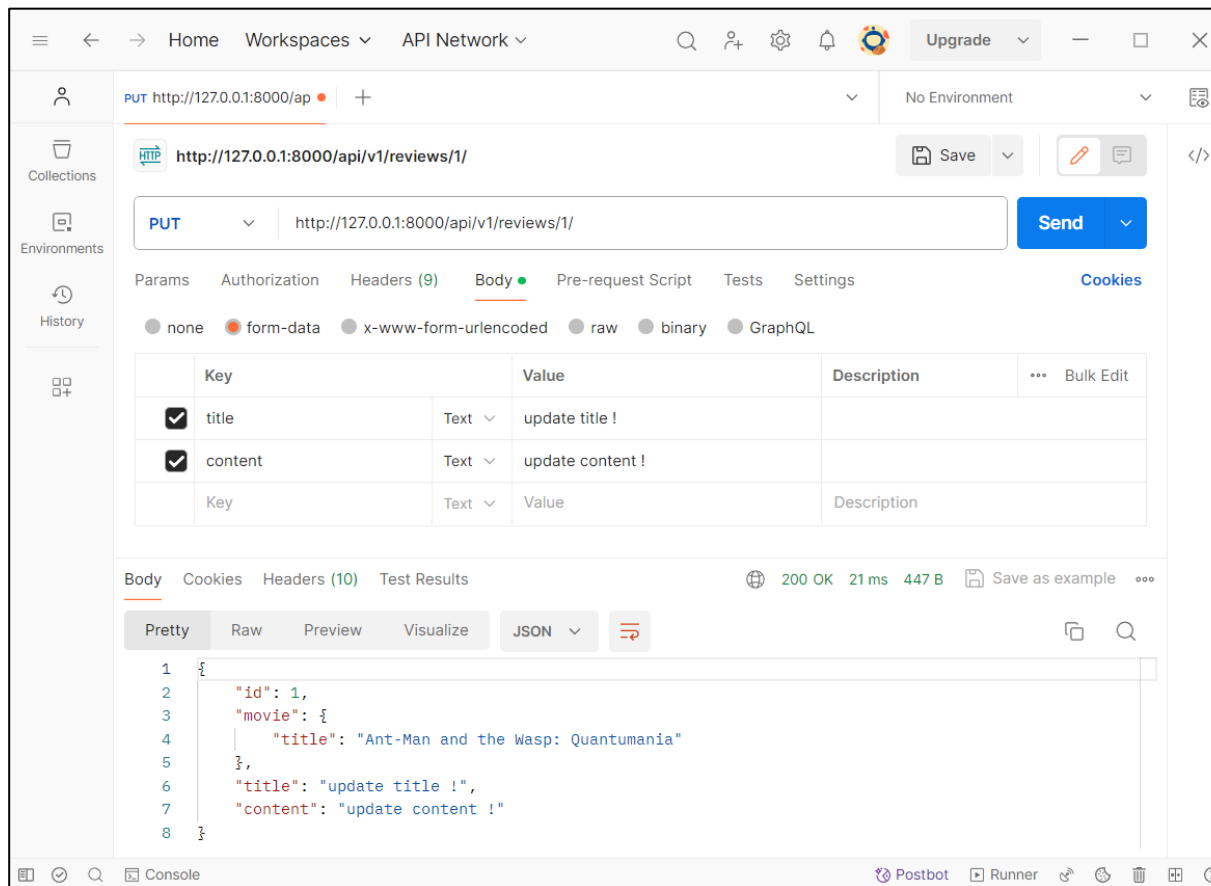 Home Workspaces API Network Upgrade
PUT http://127.0.0.1:8000/ap No Environment
HTTP http://127.0.0.1:8000/api/v1/reviews/1/ Save
Collections
PUT http://127.0.0.1:8000/api/v1/reviews/1/ Send
Environments
Params Authorization Headers (9) Body Pre-request Script Tests Settings Cookies
History
none form-data x-www-form-urlencoded raw binary GraphQL
Key Value Description Bulk Edit
title Text update title !
content Text update content !
Key Text Value Description
Body Cookies Headers (10) Test Results 200 OK 21 ms 447 B Save as example
Pretty Raw Preview Visualize JSON
1 {
2 "id": 1,
3 "movie": {
4 "title": "Ant-Man and the Wasp: Quantumania"
5 },
6 "title": "update title !",
7 "content": "update content !"
8 }
Console Postbot Runner